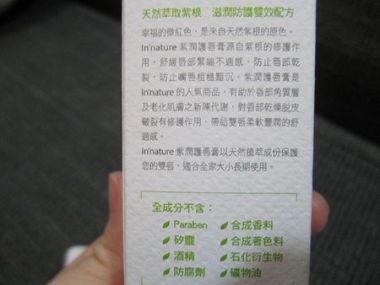 天然萃取紫根 滋潤防護雙效配方
幸福的微紅色，是來自天然紫根的原色。
In'nature 紫潤護唇膏源自紫根的修護作
用，舒緩唇部緊繃不適感，防止唇部乾
裂，站止嘴唇粗糙黯沉。紫潤護唇膏是
In'nature 的人氣商品，有助於唇部角質層
及老化肌膚之新陳代謝，對唇部乾燥脫皮
皸裂有修護作用，帶給雙唇柔軟豐潤的舒
適感。
In'nature 紫潤護唇膏以天然植萃成份保護
您的雙唇，適合全家大小長期使用。
全成分不含：
Paraben 合成香料
矽靈 合成著色料
酒精 石化衍生物
防腐劑 礦物油